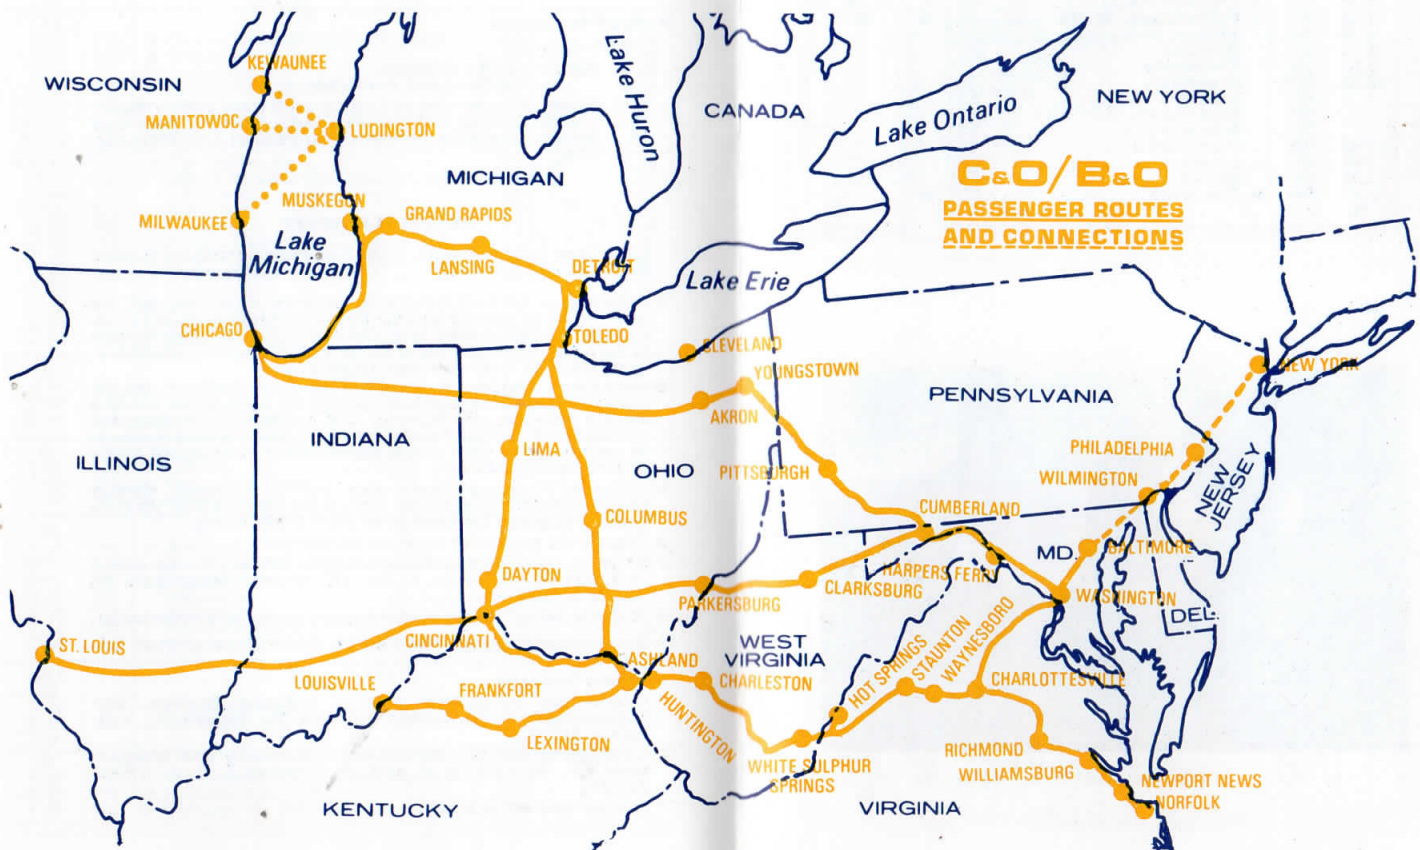 KEWAUNEE
WISCONSIN
MANITOWOC
LUDINGTON
MILWAUKEE
MUSKEGON
Lake
Michigan
MICHIGAN
GRAND RAPIDS
LANSING
DETROIT
Lake Huron
CANADA
Lake Ontario
NEW YORK
C&O/B&O
PASSENGER ROUTES
AND CONNECTIONS
Lake Erie
CHICAGO
TOLEDO
CLEVELAND
YOUNGSTOWN
AKRON
NEW YORK
PENNSYLVANIA
INDIANA
ILLINOIS
LIMA
OHIO
PITTSBURGH
PHILADELPHIA
WILMINGTON
NEW
JERSEY
COLUMBUS
CUMBERLAND
MD.
BALTIMORE
DAYTON
PARKERSBURG
CLARKSBURG
HARPERS FERRY
WASHINGTON
DEL.
ST. LOUIS
CINCINNATI
WEST
VIRGINIA
ASHLAND
CHARLESTON
HUNTINGTON
HOT SPRINGS
STAUNTON
WAYNESBORO
CHARLOTTESVILLE
LOUISVILLE
FRANKFORT
LEXINGTON
WHITE SULPHUR
SPRINGS
RICHMOND
WILLIAMSBURG
NEWPORT NEWS
NORFOLK
KENTUCKY
VIRGINIA